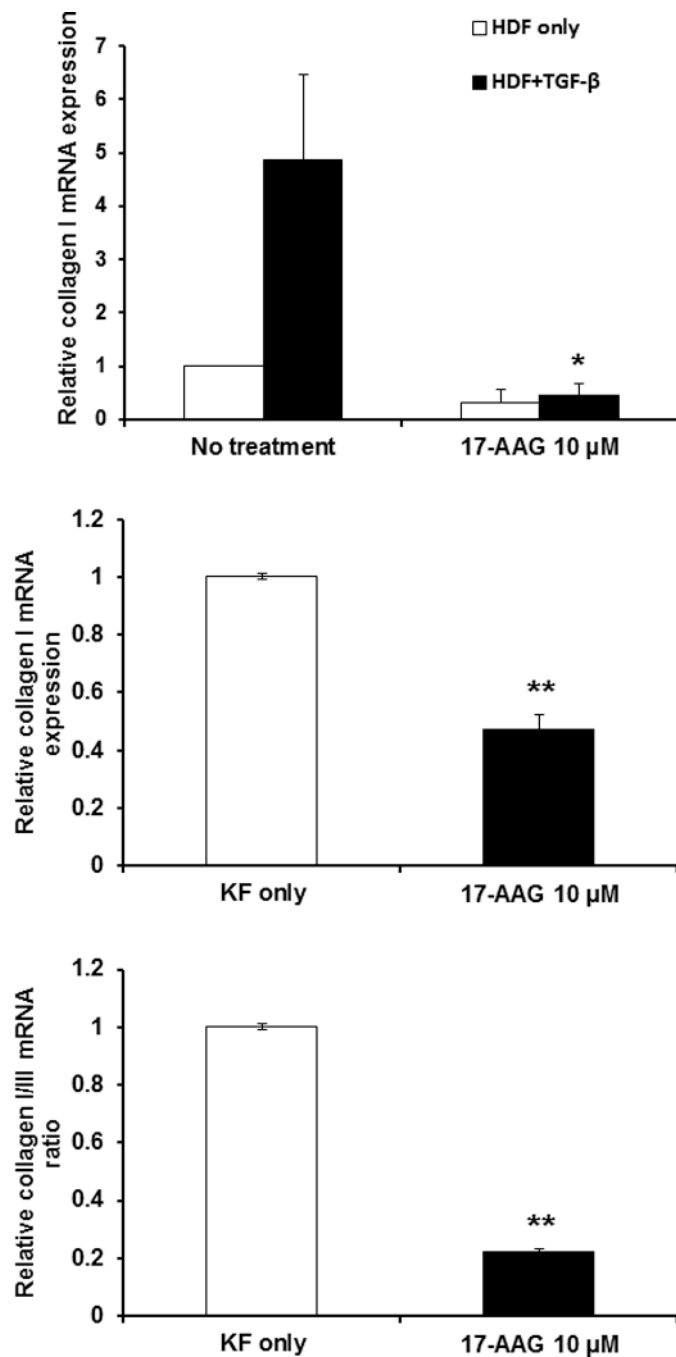 HDF only
HDF+TGF-β
Relative collagen I mRNA expression
7
6
5
4
3
2
1
0
*
No treatment
17-AAG 10 μM
Relative collagen I mRNA
expression
1.2
1
0.8
0.6
0.4
0.2
0
**
KF only
17-AAG 10 μM
Relative collagen I/III mRNA
ratio
1.2
1
0.8
0.6
0.4
0.2
0
**
KF only
17-AAG 10 μM